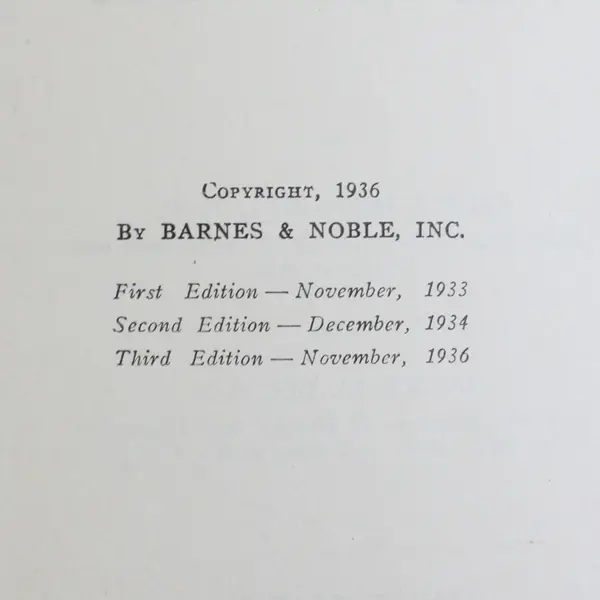 Copyright, 1936
By BARNES & NOBLE, INC.
First Edition — November, 1933
Second Edition — December, 1934
Third Edition — November, 1936